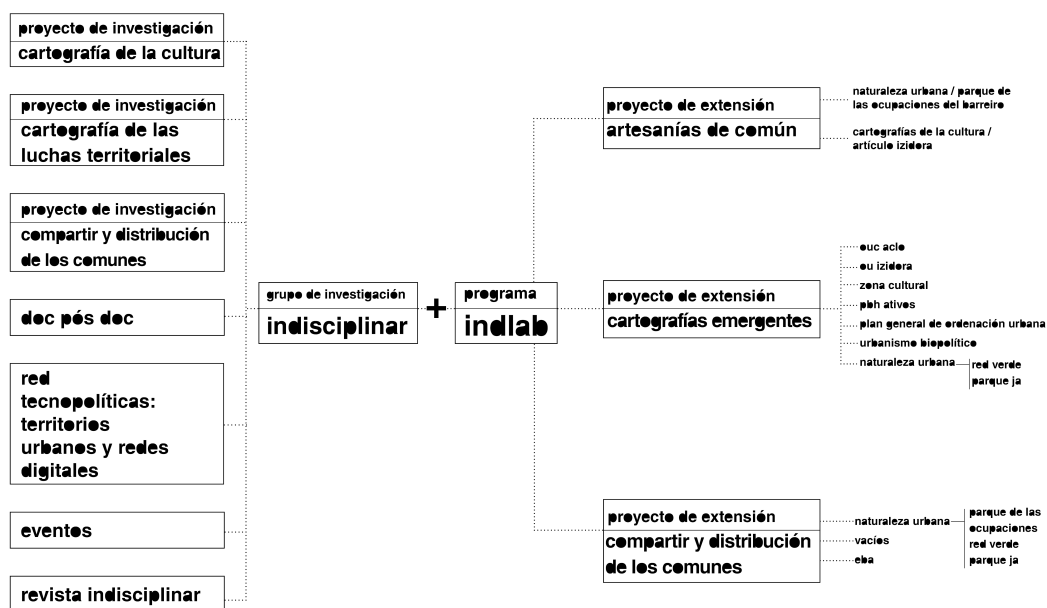 proyecto de investigación
cartografía de la cultura
proyecto de investigación
cartografía de las
luchas territoriales
proyecto de investigación
compartir y distribución
de los comunes
doc pós doc
red
tecnopolíticas:
territorios
urbanos y redes
digitales
eventos
revista indisciplinar
grupo de investigación
indisciplinar
+
programa
indlab
proyecto de extensión
artesanías de común
naturaleza urbana / parque de
las ocupaciones del barreiro
cartografías de la cultura /
artículo izidora
proyecto de extensión
cartografías emergentes
ouc aclo
ou izidora
zona cultural
pbh ativos
plan general de ordenación urbana
urbanismo biopolítico
naturaleza urbana
red verde
parque ja
proyecto de extensión
compartir y distribución
de los comunes
naturaleza urbana
parque de las
ocupaciones
red verde
parque ja
vacíos
eba